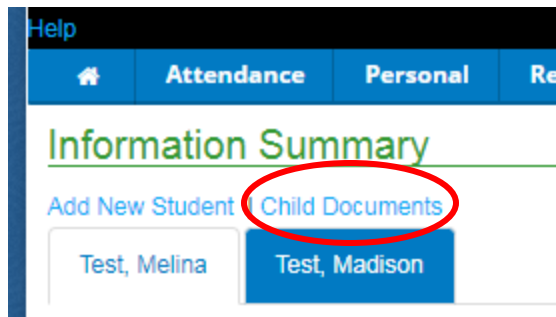 Help
Attendance Personal Re
Information Summary
Add New Student | Child Documents
Test, Melina Test, Madison